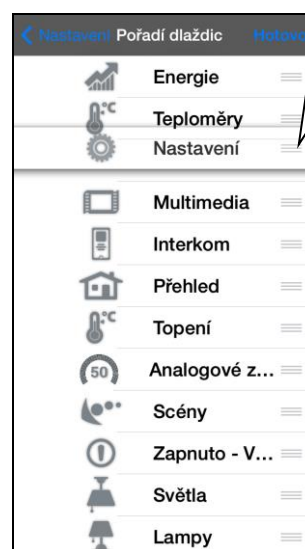 Nastavení Pořadí dlaždic Hotovo
Energie
°C Teploměry
Nastavení
Multimedia
Interkom
Přehled
°C Topení
50 Analogové z...
Scény
Zapnuto - V...
Světla
Lampy